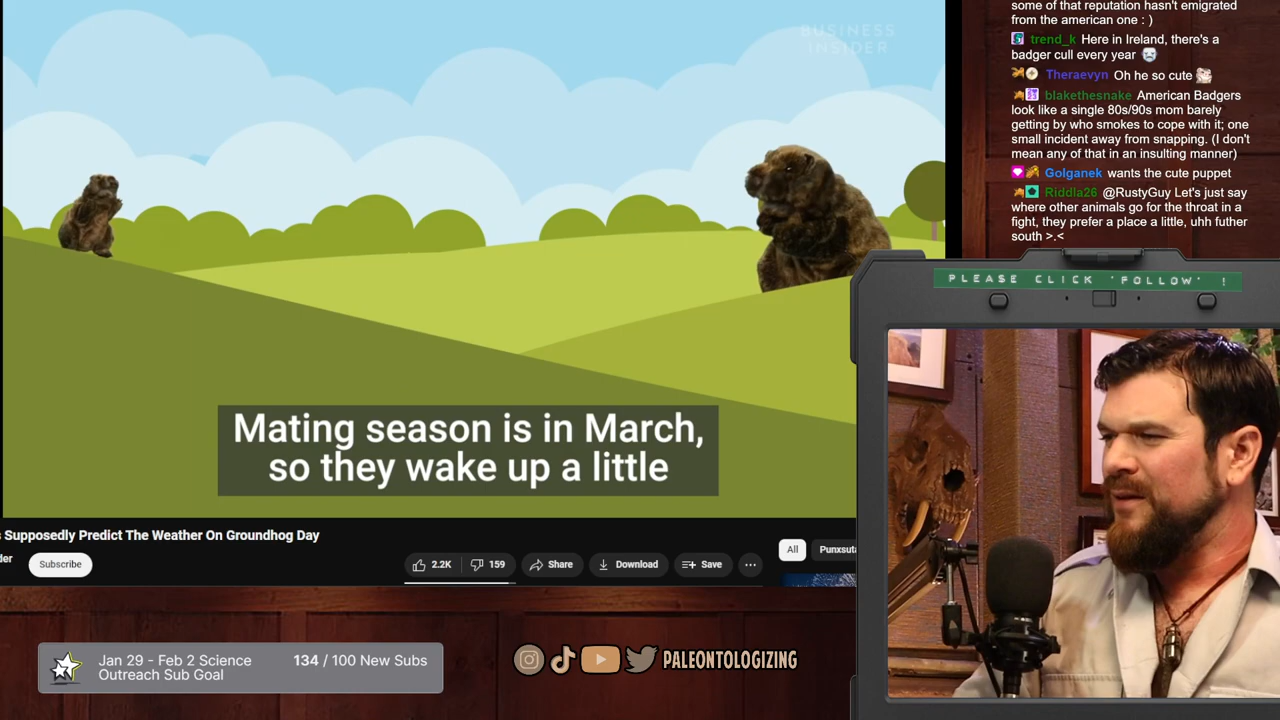 BUSINESS
INSIDER
Mating season is in March,
so they wake up a little
Supposedly Predict The Weather On Groundhog Day
Subscribe
2.2K
159
Share
Download
Save
All
Jan 29 - Feb 2 Science
Outreach Sub Goal
134 / 100 New Subs
PALEONTOLOGIZING
some of that reputation hasn't emigrated
from the american one : )
trend_k Here in Ireland, there's a
badger cull every year
Theraevyn Oh he so cute
blakethesnake American Badgers
look like a single 80s/90s mom barely
getting by who smokes to cope with it; one
small incident away from snapping. (I don't
mean any of that in an insulting manner)
Golganek wants the cute puppet
Riddla26 @RustyGuy Let's just say
where other animals go for the throat in a
fight, they prefer a place a little, uhh futher
south >.<
PLEASE CLICK 'FOLLOW' !